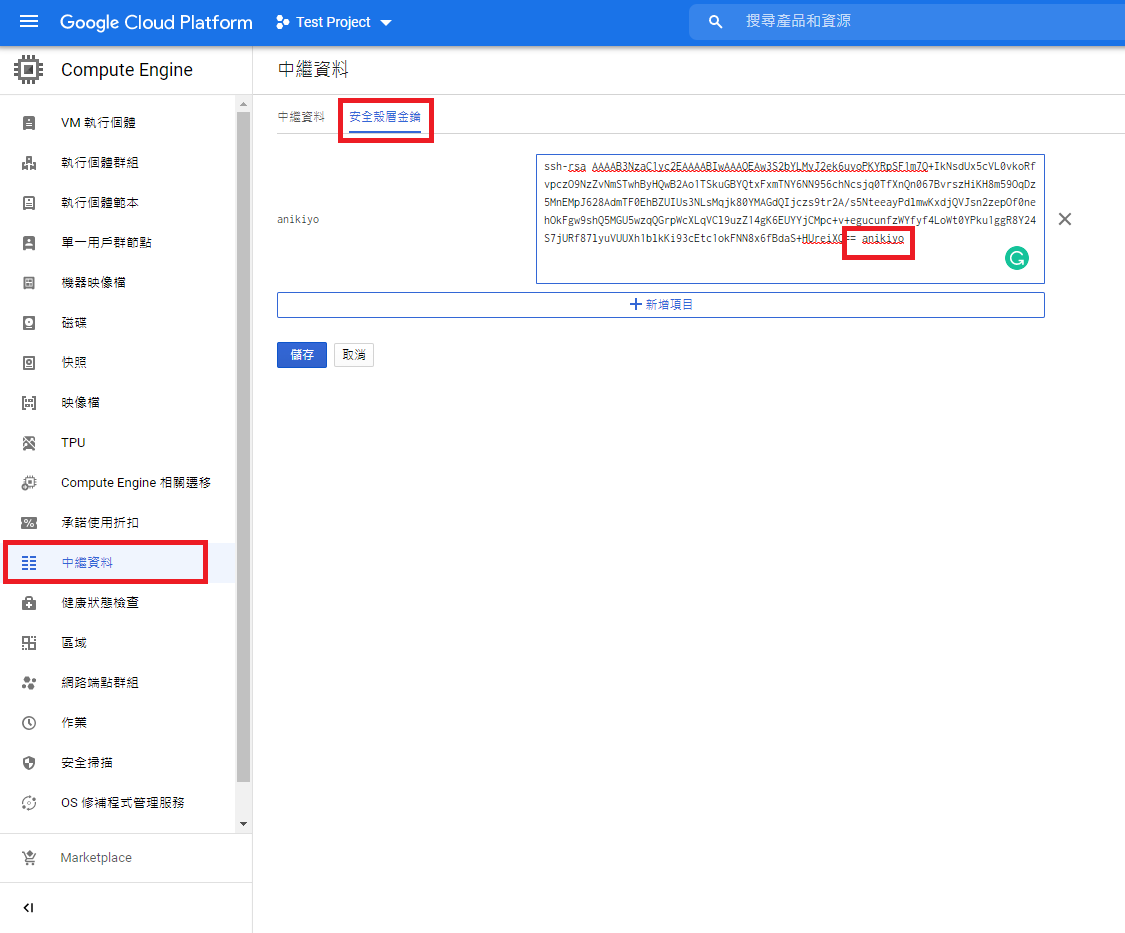 Google Cloud Platform
Test Project
搜尋產品和資源
Compute Engine
VM 執行個體
執行個體群組
執行個體範本
單一用戶群節點
機器映像檔
磁碟
快照
映像檔
TPU
Compute Engine 相關遷移
承諾使用折扣
中繼資料
健康狀態檢查
區域
網路端點群組
作業
安全掃描
OS 修補程式管理服務
Marketplace
中繼資料
中繼資料
安全殼層金鑰
anikiyo
ssh-rsa
== anikiyo
新增項目
儲存
取消